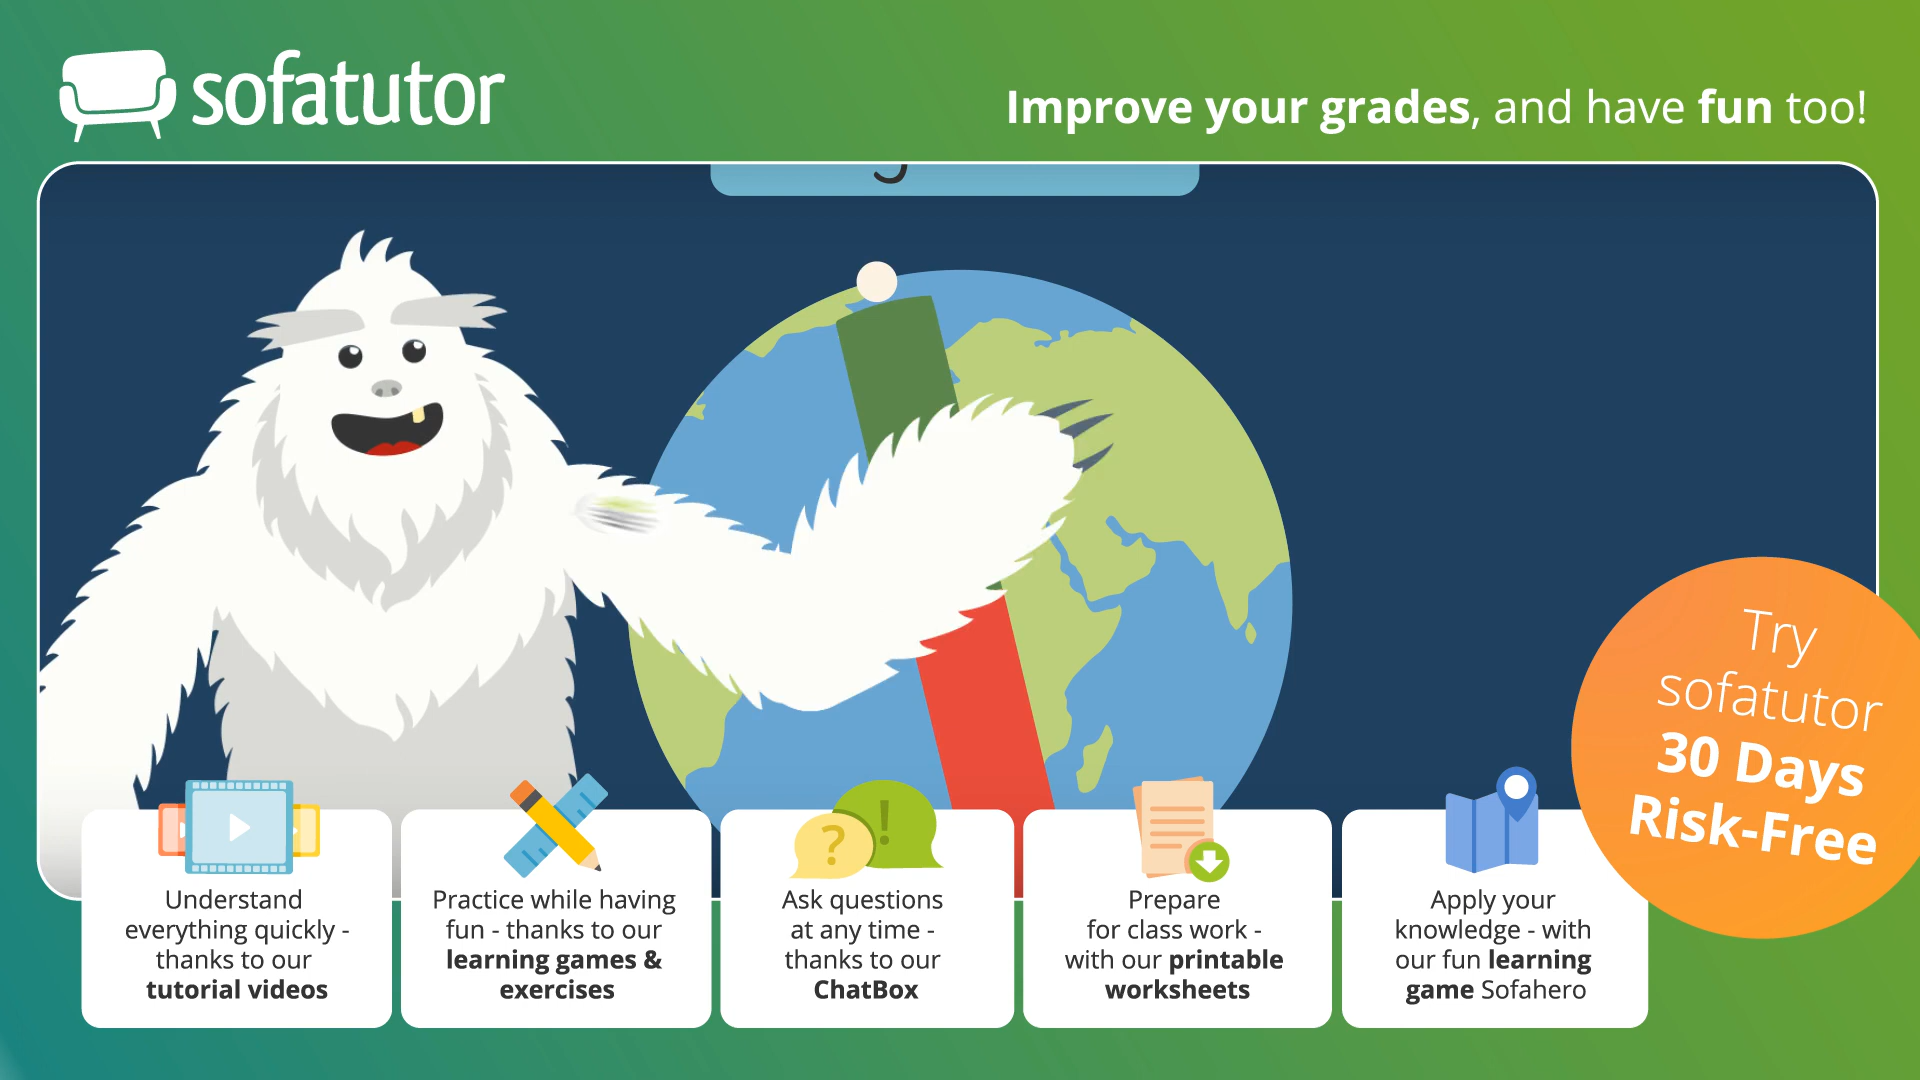 sofatutor
Improve your grades, and have fun too!
Try
sofatutor
30 Days
Risk-Free
?
!
Understand
everything quickly -
thanks to our
tutorial videos
Practice while having
fun - thanks to our
learning games &
exercises
Ask questions
at any time -
thanks to our
ChatBox
Prepare
for class work -
with our printable
worksheets
Apply your
knowledge - with
our fun learning
game Sofahero